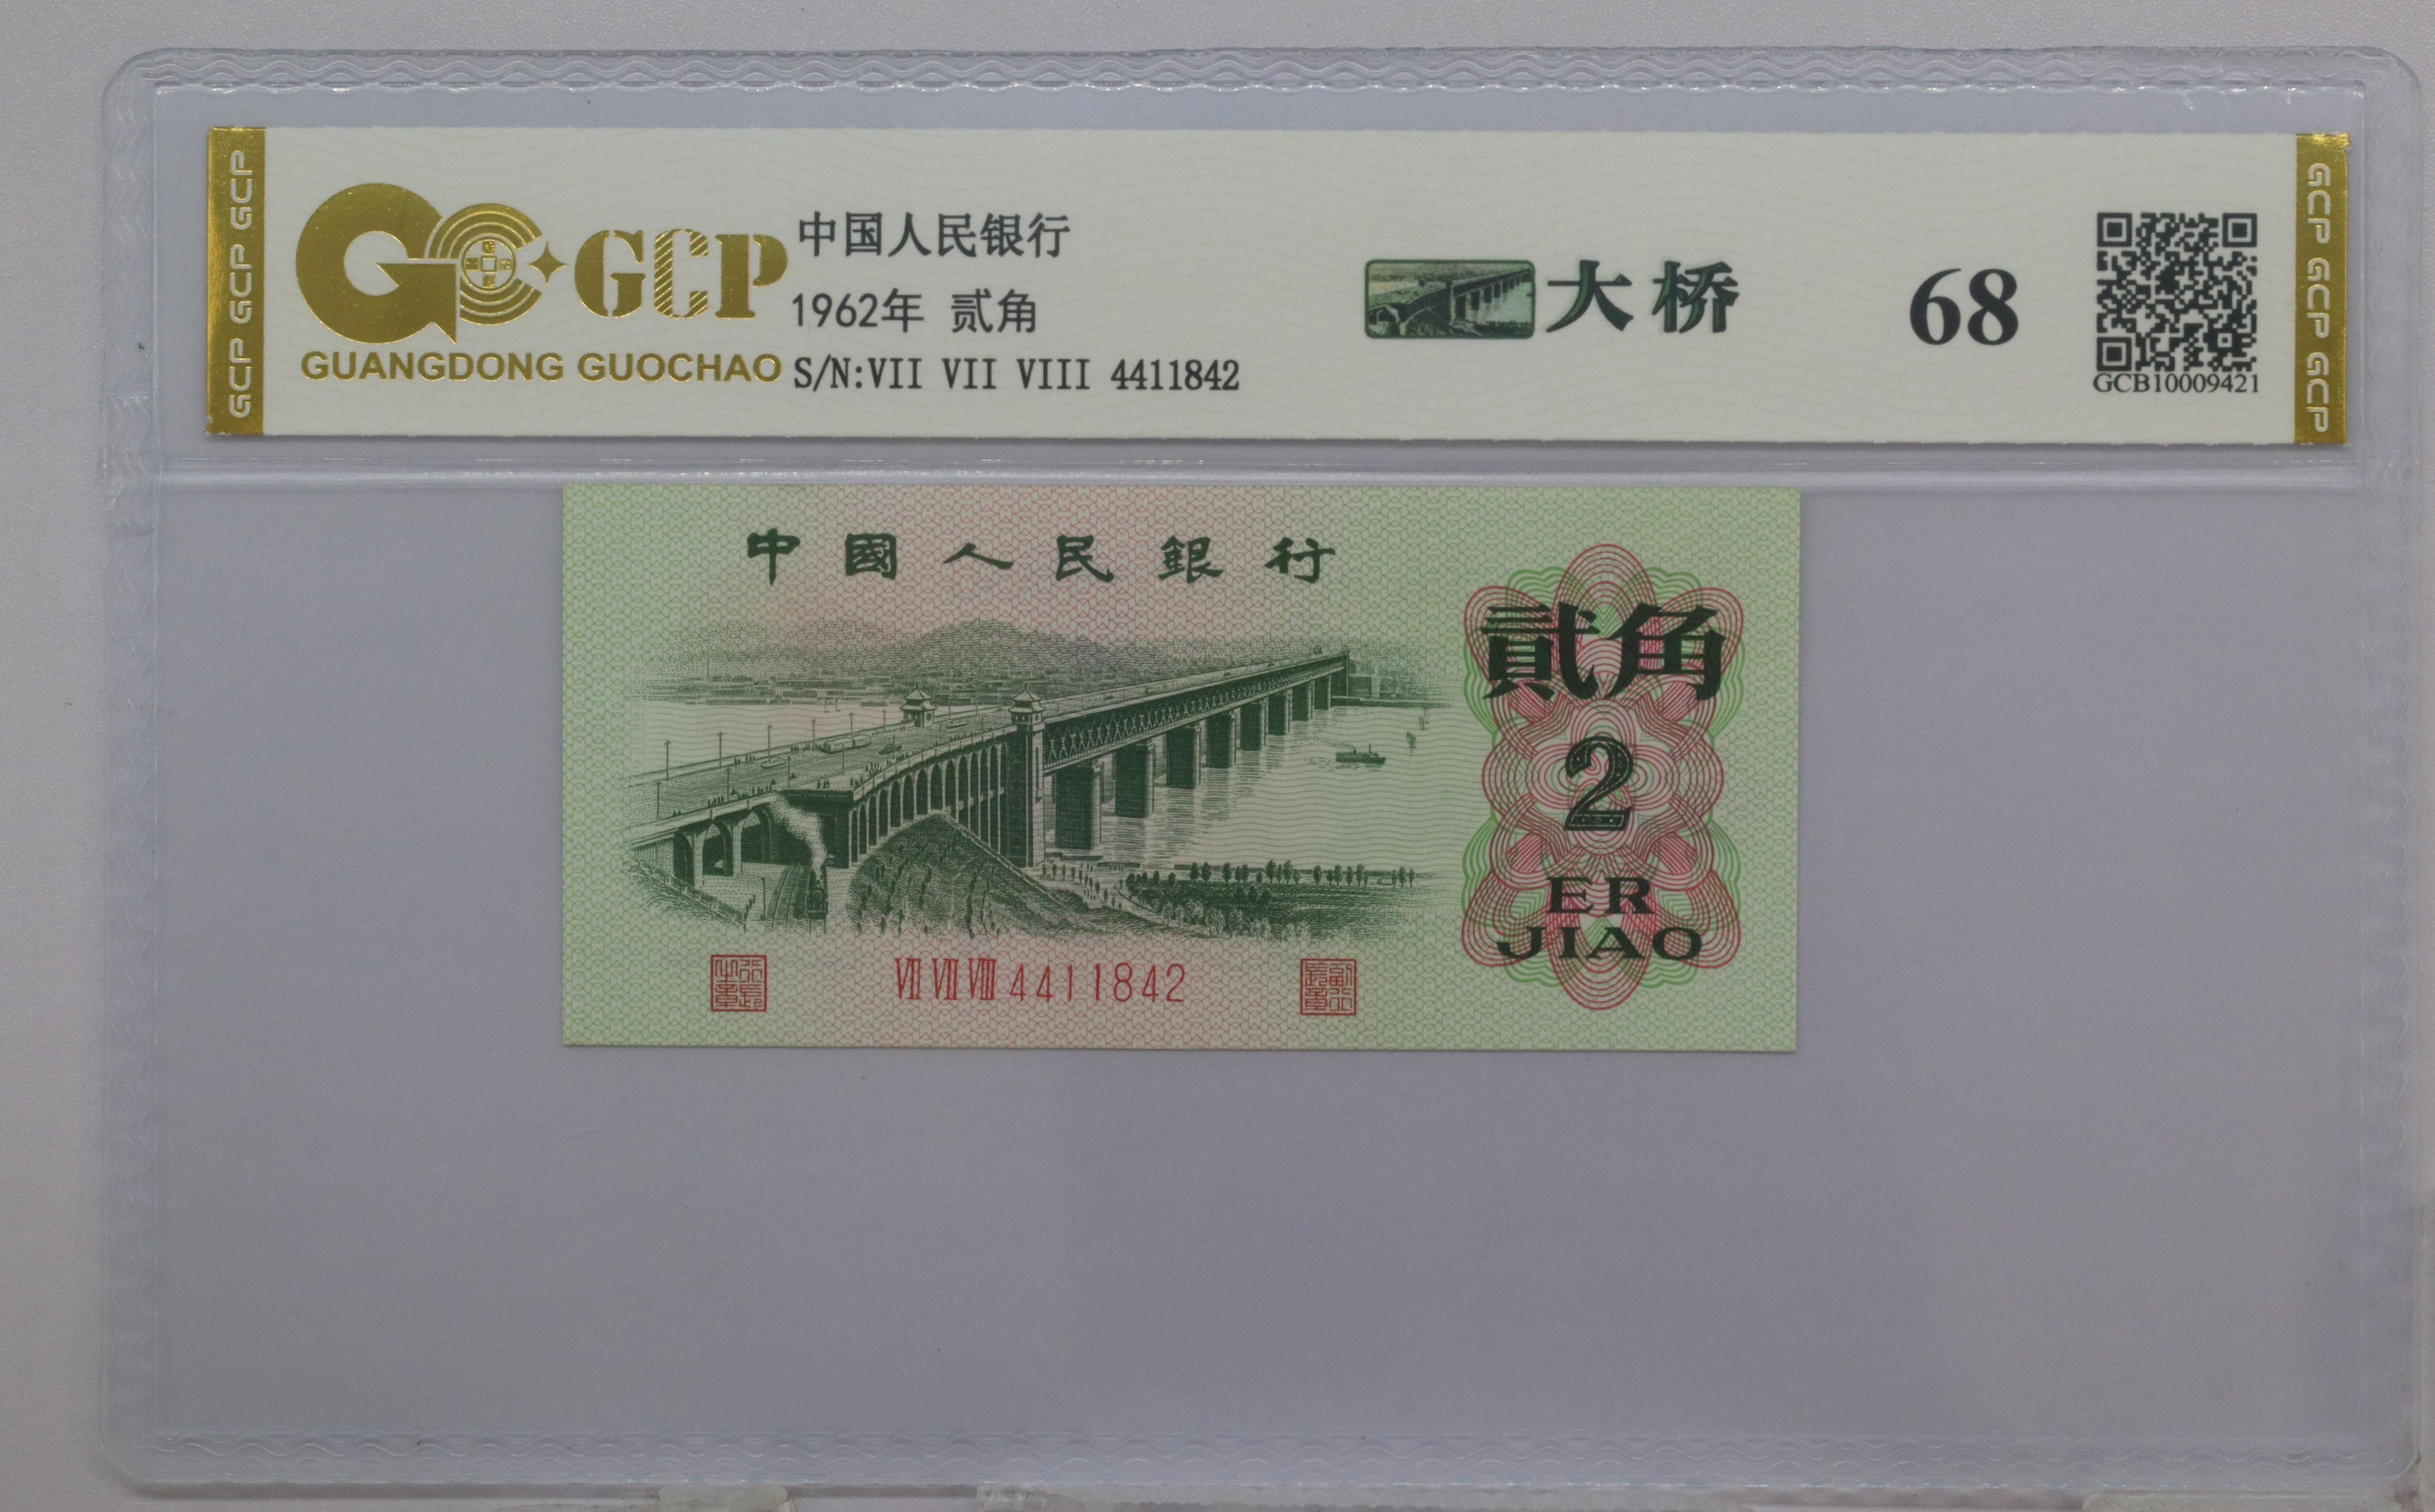 GCP GCP GCP
GCP
GUANGDONG GUOCHAO
中国人民银行
1962年 贰角
S/N:VII VII VIII 4411842
大桥
68
GCB10009421
GCP GCP GCP
中國人民銀行
貳角
2
ER
JIAO
VII VII VIII 4411842